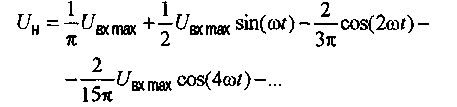 U_н = 1/π U_вх max + 1/2 U_вх max sin(ωt) − 2/3π cos(2ωt) −
− 2/15π U_вх max cos(4ωt) − ...